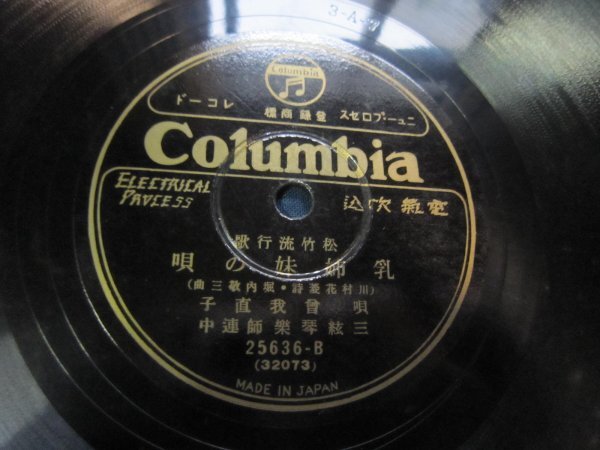 3-A-7
Columbia
ドーコレ 標商録登 スセロプーュニ
Columbia
ELECTRICAL
PROCESS
込吹氣電
歌行流竹松
唄の妹姉乳
(曲三敬内堀・詩菱花村川)
子直我曽唄
中連師樂琴絃三
25636-B
(32073)
MADE IN JAPAN